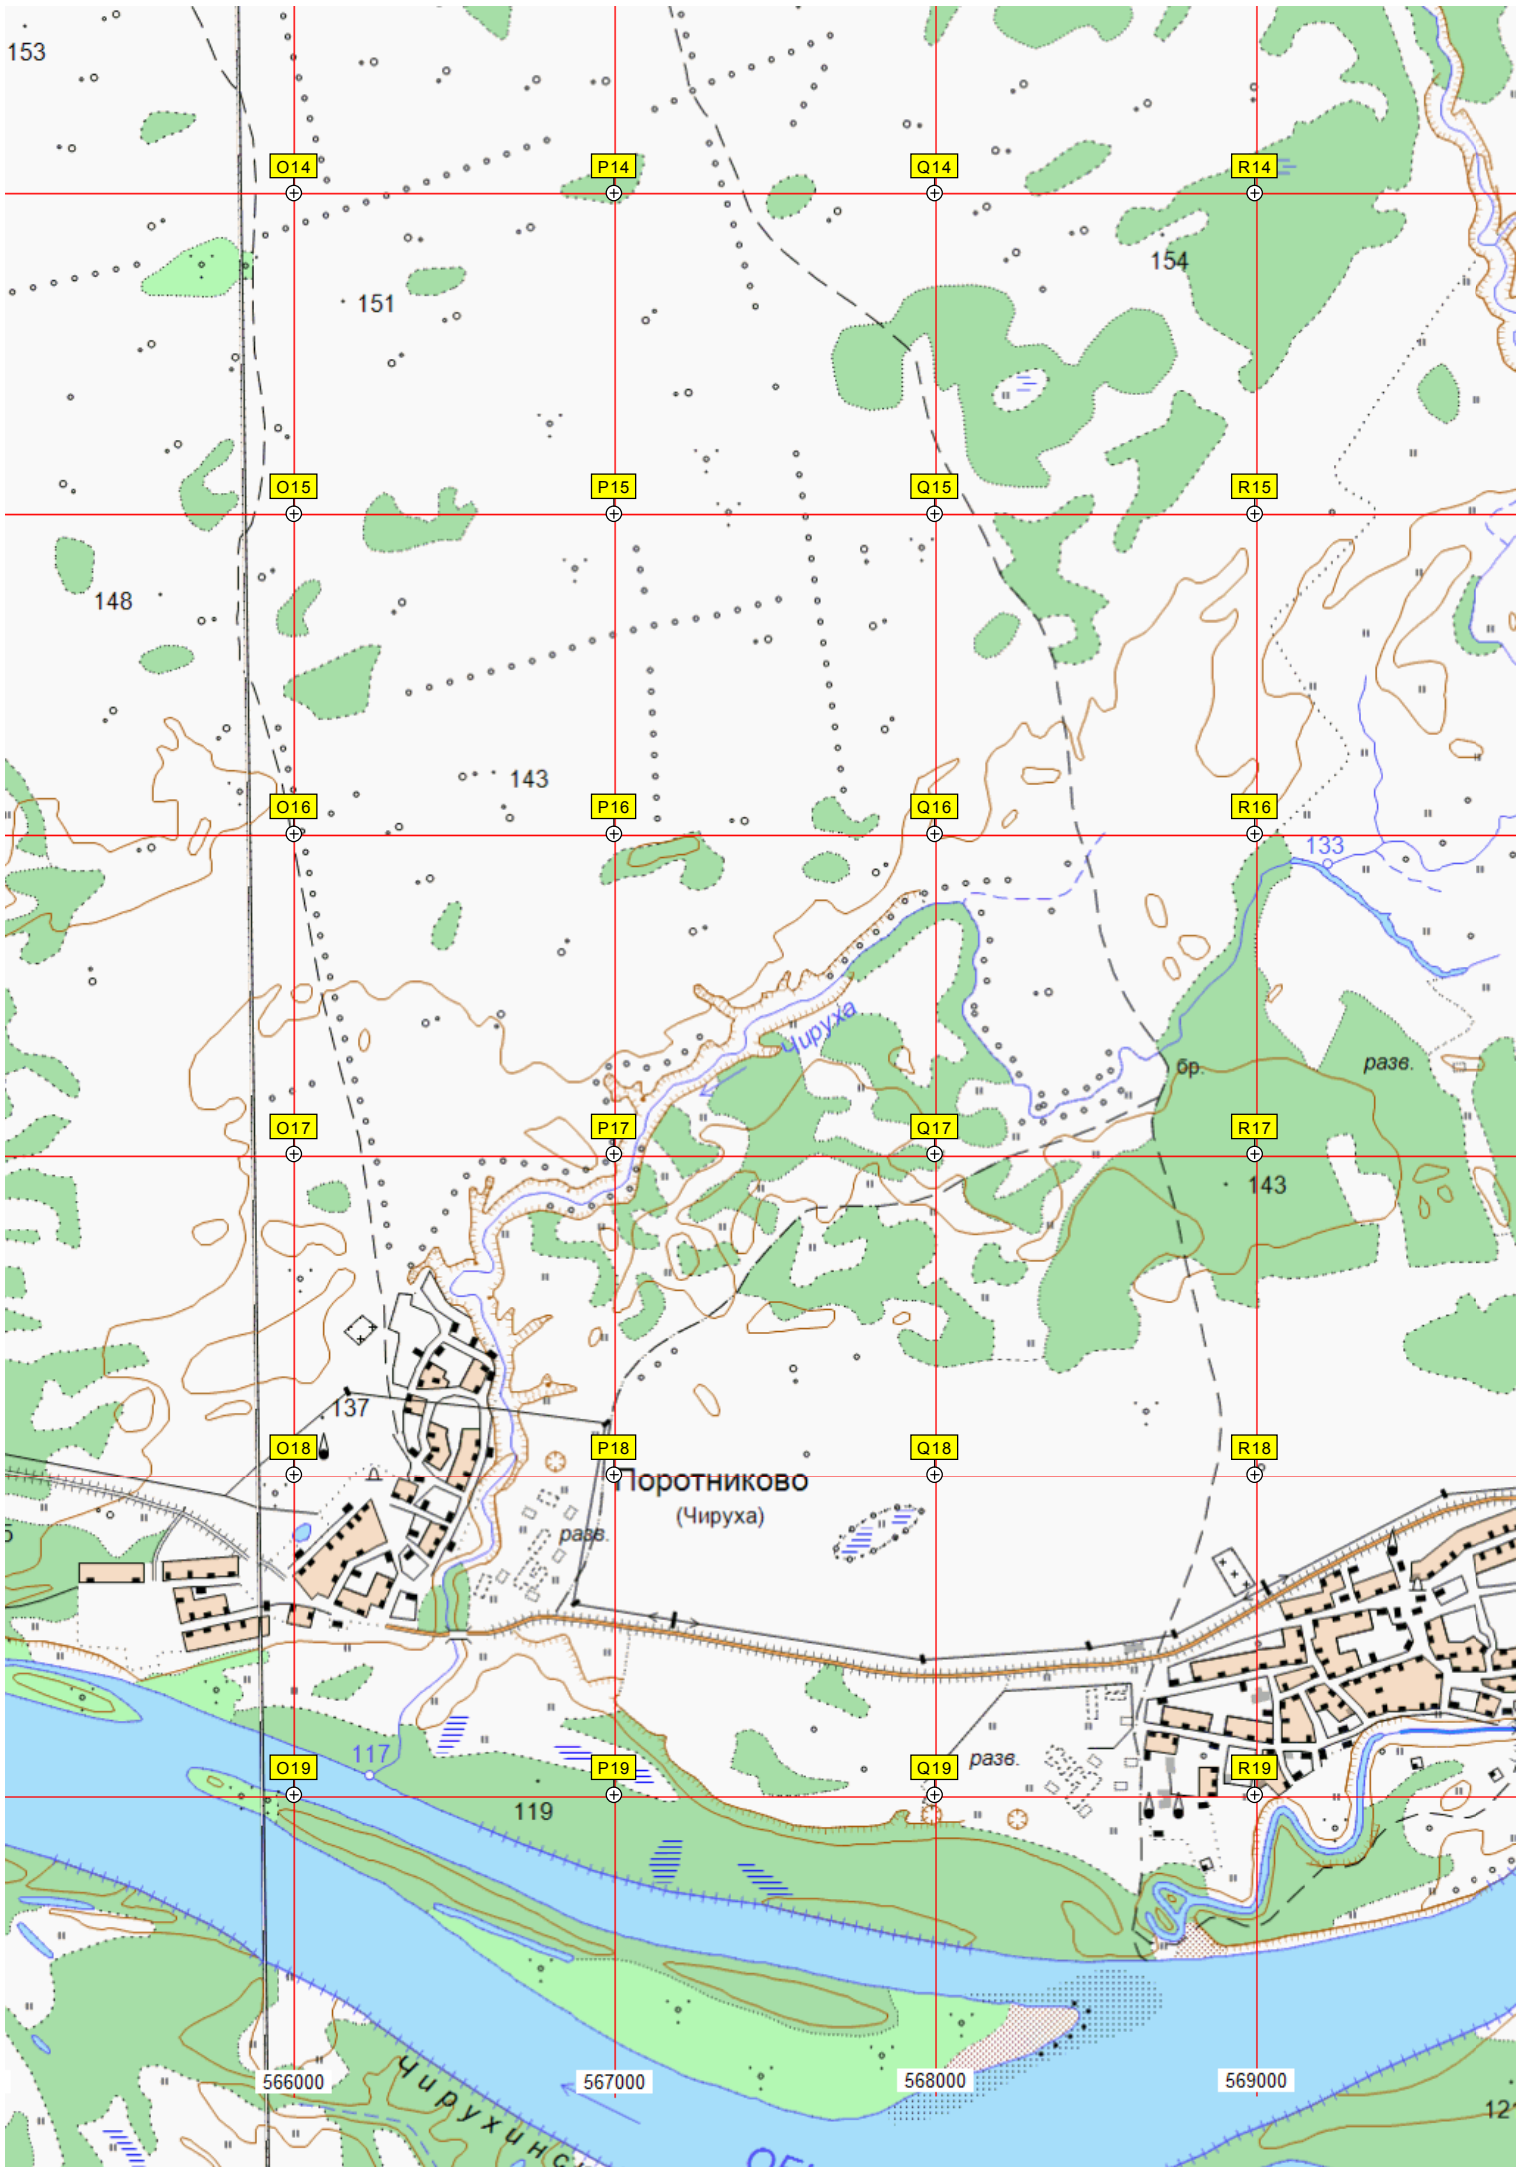 153
O14
P14
Q14
R14
154
151
O15
P15
Q15
R15
148
143
O16
P16
Q16
R16
133
Чируха
бр.
разв.
O17
P17
Q17
R17
143
137
O18
P18
Q18
R18
Поротниково
(Чируха)
разв.
117
O19
P19
Q19
R19
разв.
119
566000
567000
568000
569000